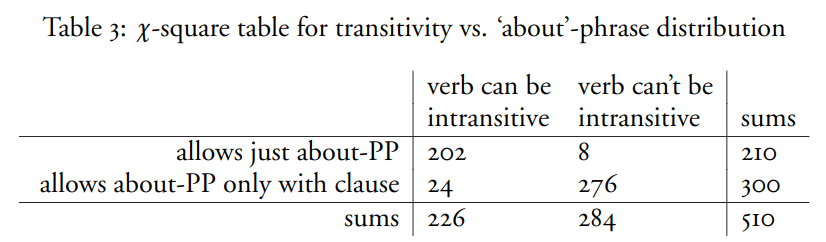 Table 3: χ-square table for transitivity vs. ‘about’-phrase distribution
verb can be verb can’t be
intransitive intransitive sums
allows just about-PP 202 8 210
allows about-PP only with clause 24 276 300
sums 226 284 510